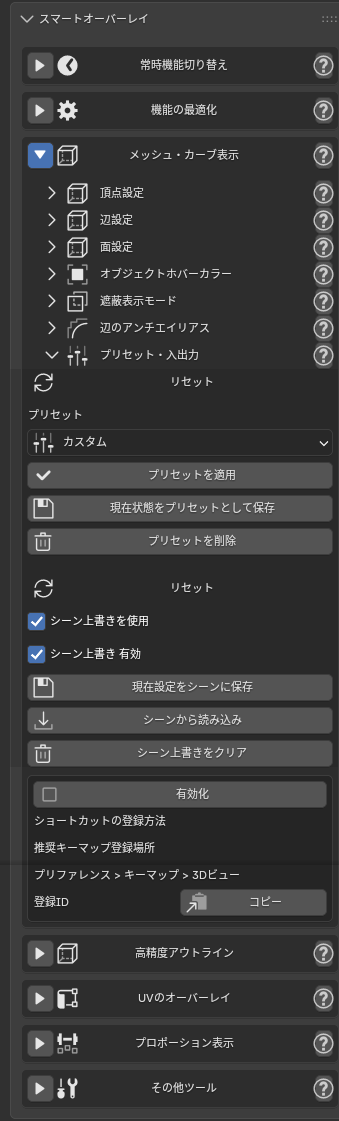 スマートオーバーレイ
常時機能切り替え
機能の最適化
メッシュ・カーブ表示
頂点設定
辺設定
面設定
オブジェクトホバーカラー
遮蔽表示モード
辺のアンチエイリアス
プリセット・入出力
リセット
プリセット
カスタム
プリセットを適用
現在状態をプリセットとして保存
プリセットを削除
リセット
シーン上書きを使用
シーン上書き 有効
現在設定をシーンに保存
シーンから読み込み
シーン上書きをクリア
有効化
ショートカットの登録方法
推奨キーマップ登録場所
プリファレンス > キーマップ > 3Dビュー
登録ID コピー
高精度アウトライン
UVのオーバーレイ
プロポーション表示
その他ツール